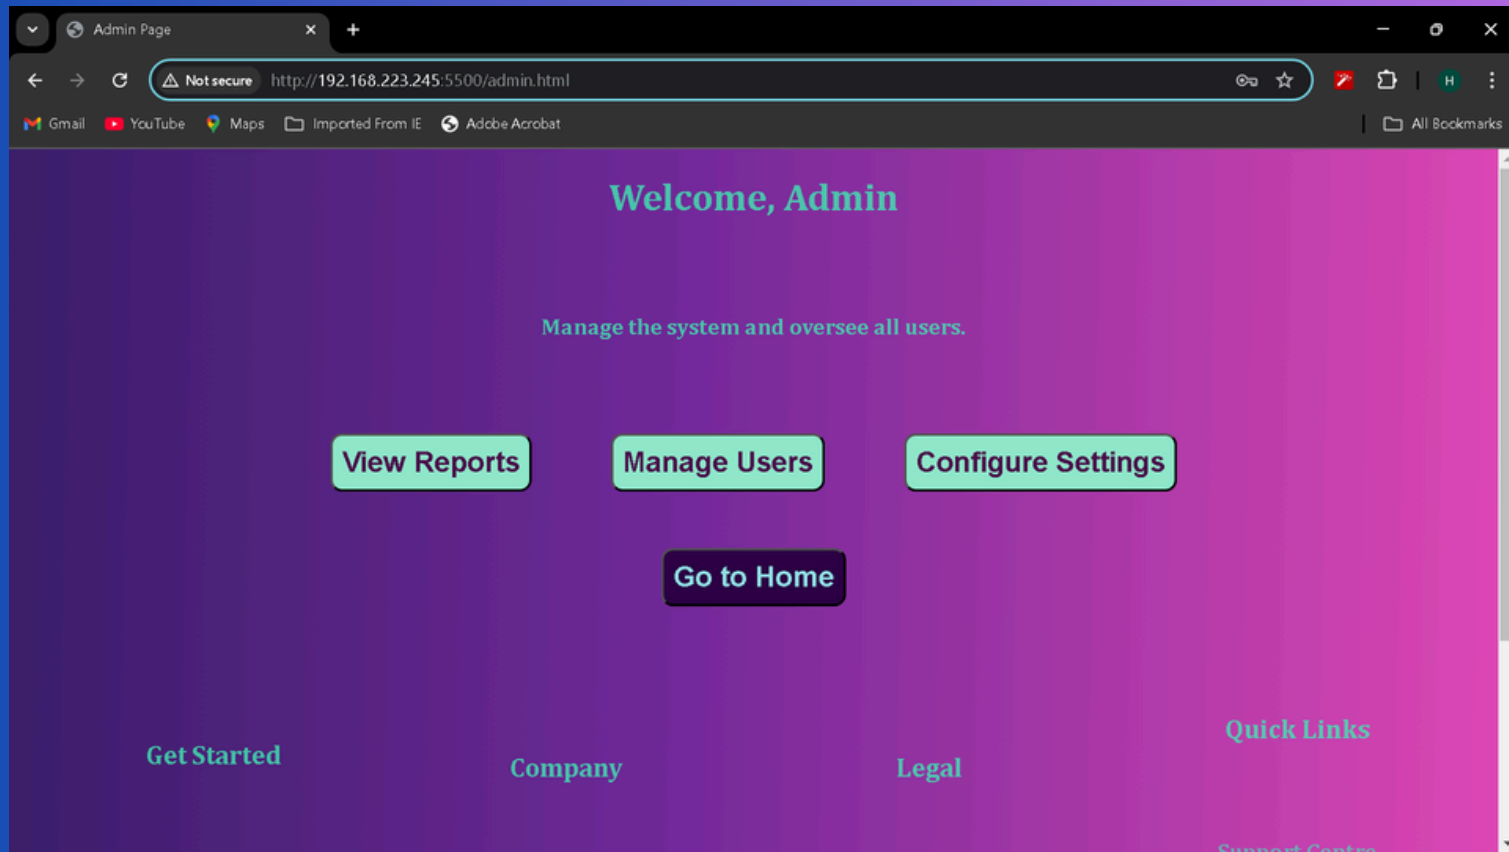 Admin Page
Not secure http://192.168.223.245:5500/admin.html
H
Gmail YouTube Maps Imported From IE Adobe Acrobat All Bookmarks
Welcome, Admin
Manage the system and oversee all users.
View Reports Manage Users Configure Settings
Go to Home
Quick Links
Get Started
Company Legal
Support Centre